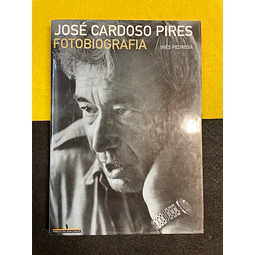 JOSÉ CARDOSO PIRES
FOTOBIOGRAFIA
INÊS PEDROSA